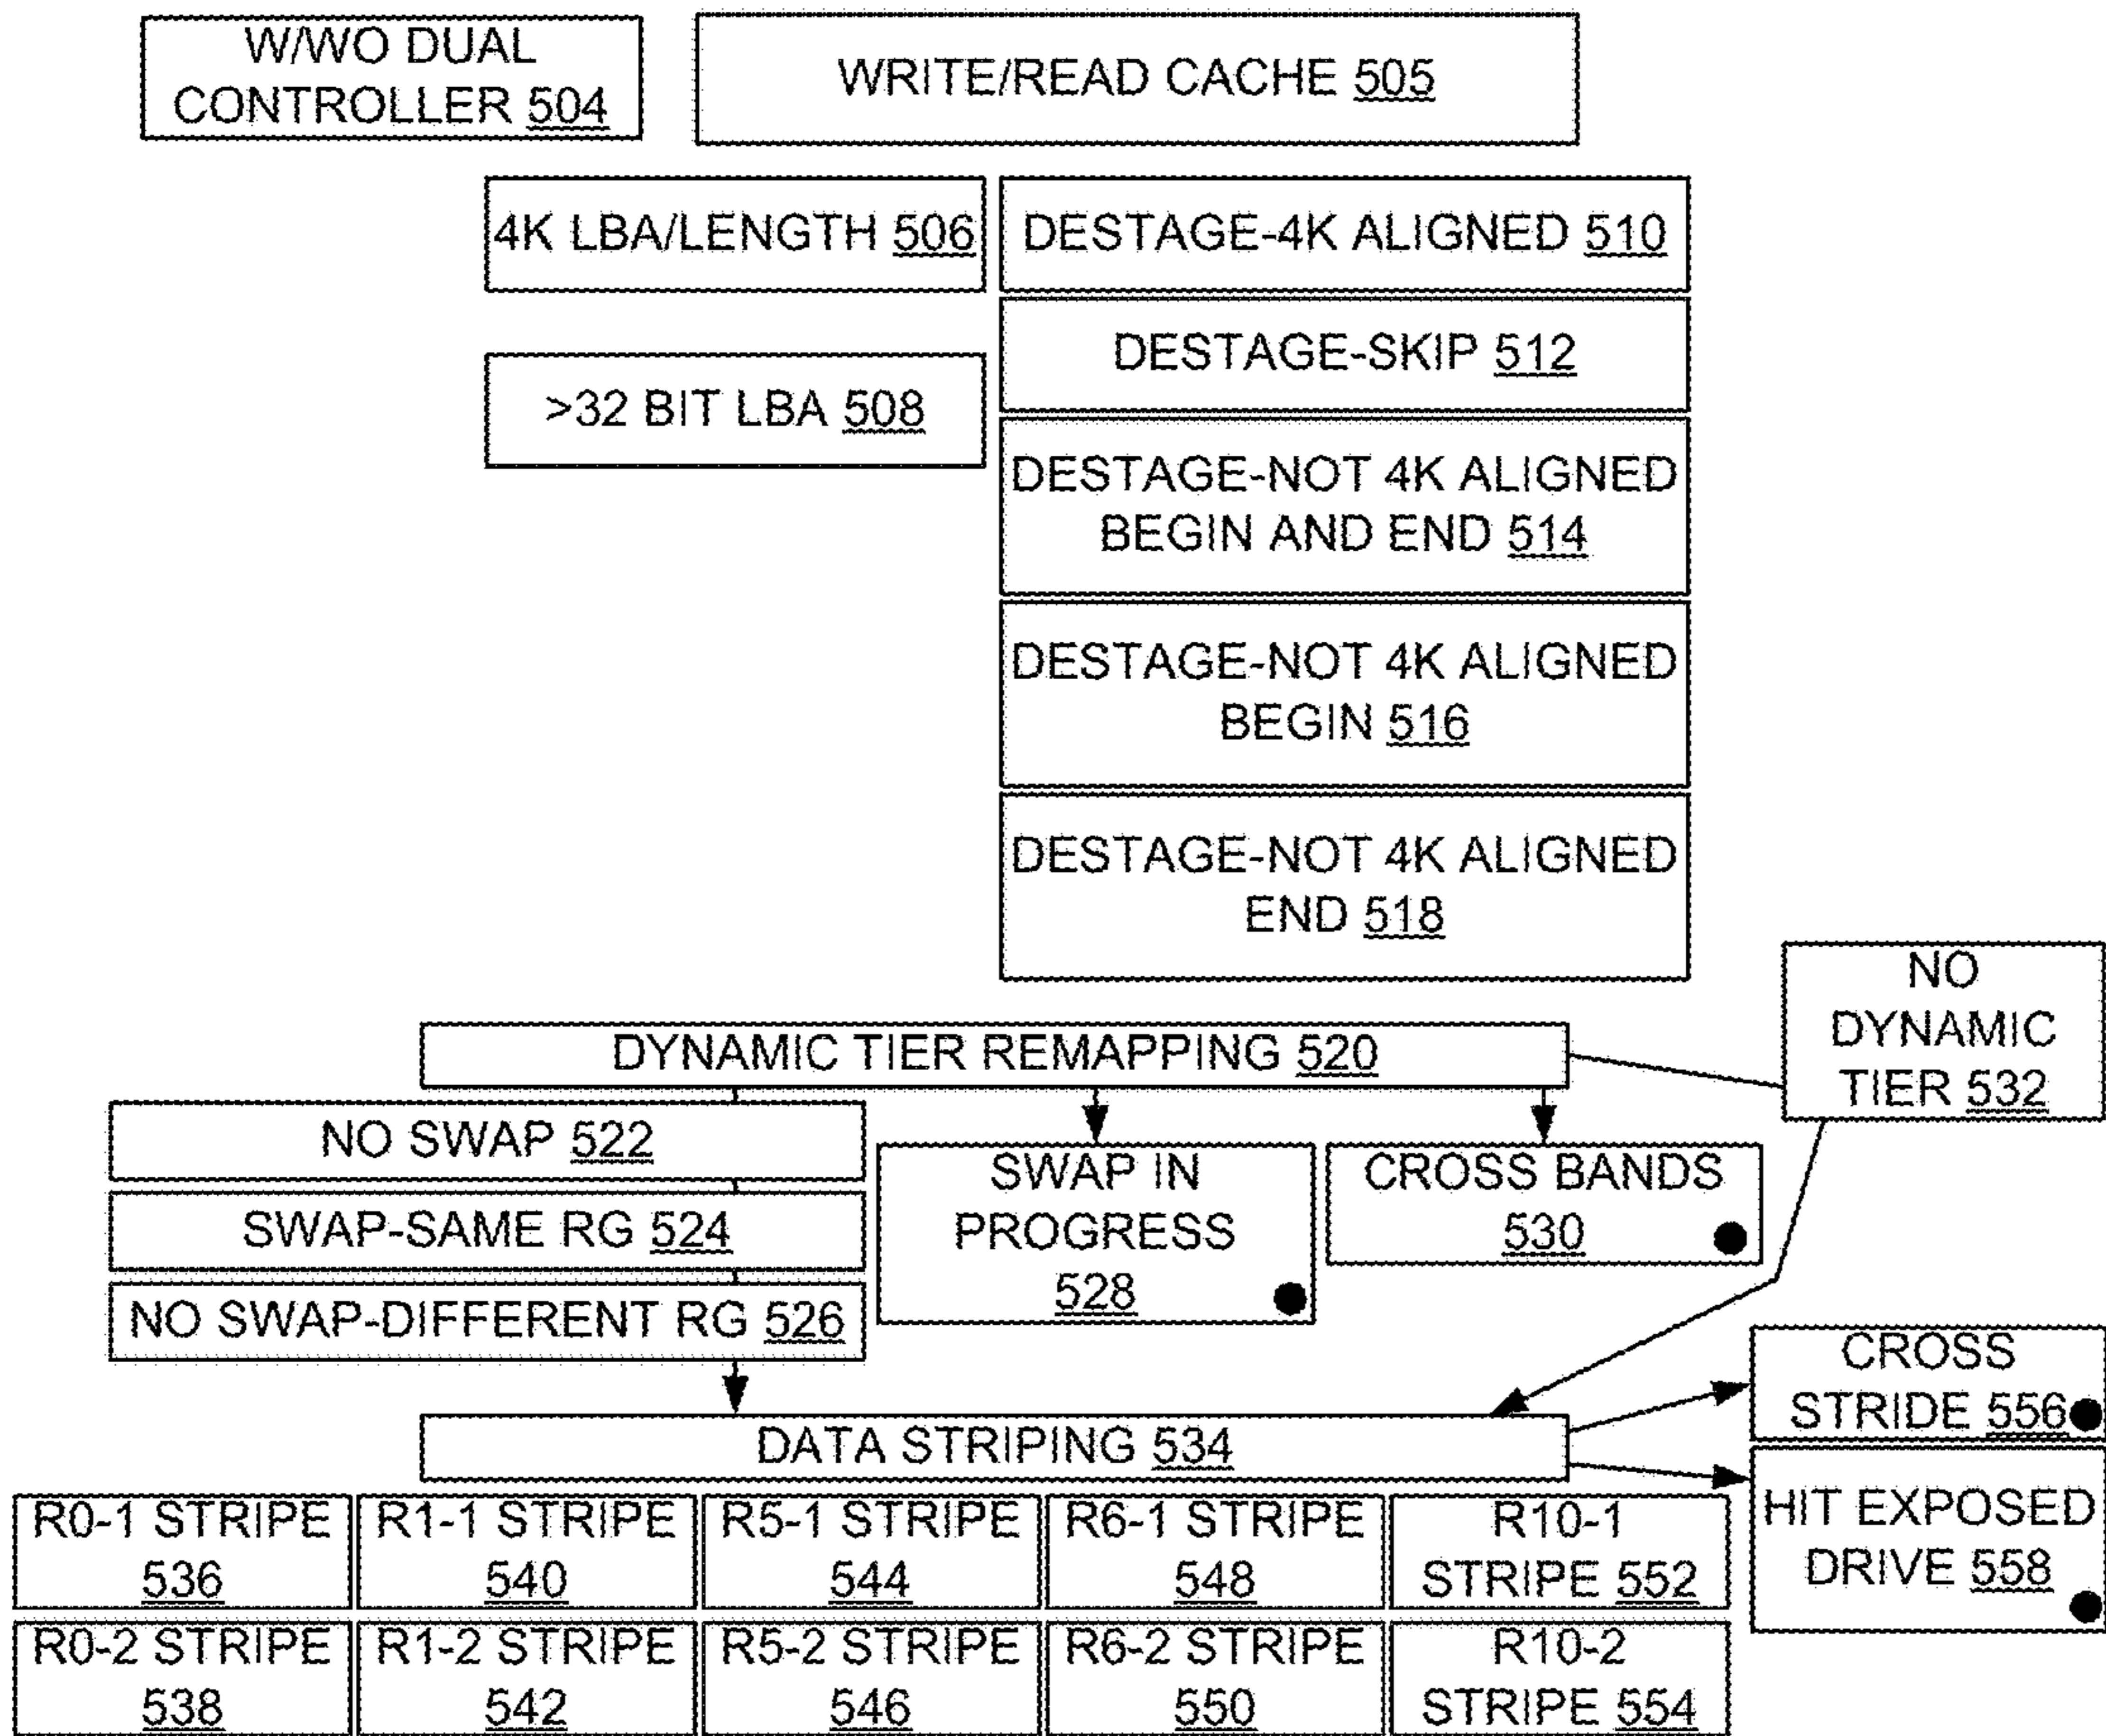 W/WO DUAL
CONTROLLER 504
WRITE/READ CACHE 505
4K LBA/LENGTH 506
DESTAGE-4K ALIGNED 510
DESTAGE-SKIP 512
>32 BIT LBA 508
DESTAGE-NOT 4K ALIGNED
BEGIN AND END 514
DESTAGE-NOT 4K ALIGNED
BEGIN 516
DESTAGE-NOT 4K ALIGNED
END 518
NO
DYNAMIC
TIER 532
DYNAMIC TIER REMAPPING 520
NO SWAP 522
SWAP-SAME RG 524
NO SWAP-DIFFERENT RG 526
SWAP IN
PROGRESS
528
CROSS BANDS
530
CROSS
STRIDE 556
DATA STRIPING 534
HIT EXPOSED
DRIVE 558
R0-1 STRIPE
536
R1-1 STRIPE
540
R5-1 STRIPE
544
R6-1 STRIPE
548
R10-1
STRIPE 552
R0-2 STRIPE
538
R1-2 STRIPE
542
R5-2 STRIPE
546
R6-2 STRIPE
550
R10-2
STRIPE 554